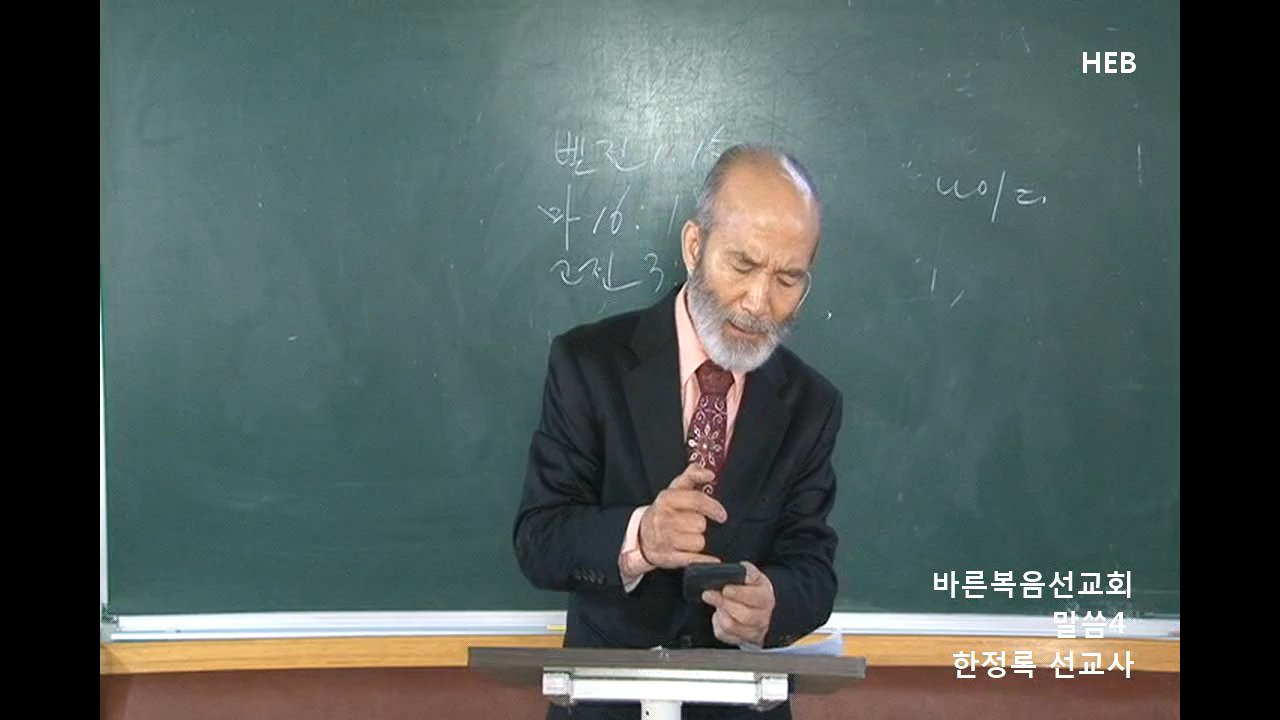 HEB
벧전 1:15
마 16:1
고전 3:
나이다.
1,
바른복음선교회
말씀4
한정록 선교사